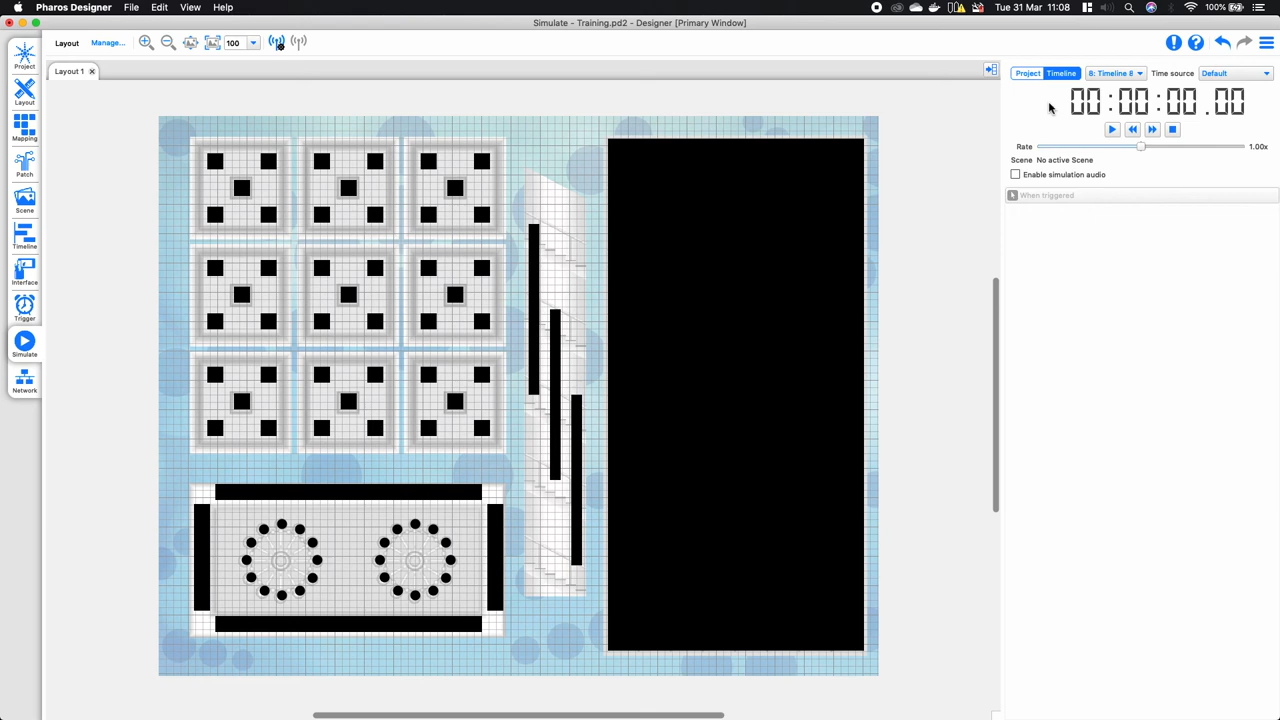 Pharos Designer File Edit View Help
100% Tue 31 Mar 11:08
Simulate - Training.pd2 - Designer [Primary Window]
Project
Layout
Mapping
Patch
Scene
Timeline
Interface
Trigger
Simulate
Network
Layout Manage... 100
Layout 1
Project Timeline 8: Timeline 8 Time source Default
00:00:00.00
Rate 1.00x
Scene No active Scene
Enable simulation audio
When triggered